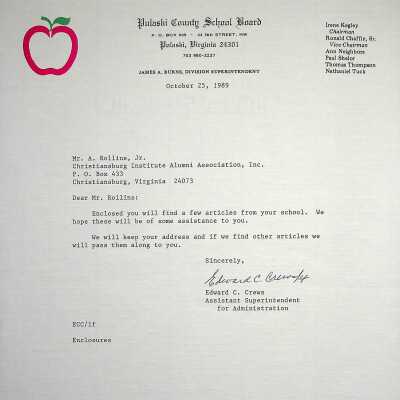 Pulaski County School Board
44 3RD STREET, NW
Pulaski, Virginia 24301
JAMES A. BURNS, DIVISION SUPERINTENDENT
Irene Kegley
Chairman
Ronald Chaffin, Sr.
Vice Chairman
Ann Neighbors
Paul Shelor
Thomas Thompson
Nathaniel Tuck
October 25, 1989
Mr. A. Rollins, Jr.
Christiansburg Institute Alumni Association, Inc.
P. O. Box 433
Christiansburg, Virginia 24073
Dear Mr. Rollins:
Enclosed you will find a few articles from your school. We
hope these will be of some assistance to you.
We will keep your address and if we find other articles we
will pass them along to you.
Sincerely,
Edward C. Crews
Edward C. Crews
Assistant Superintendent
for Administration
ECC/lf
Enclosures